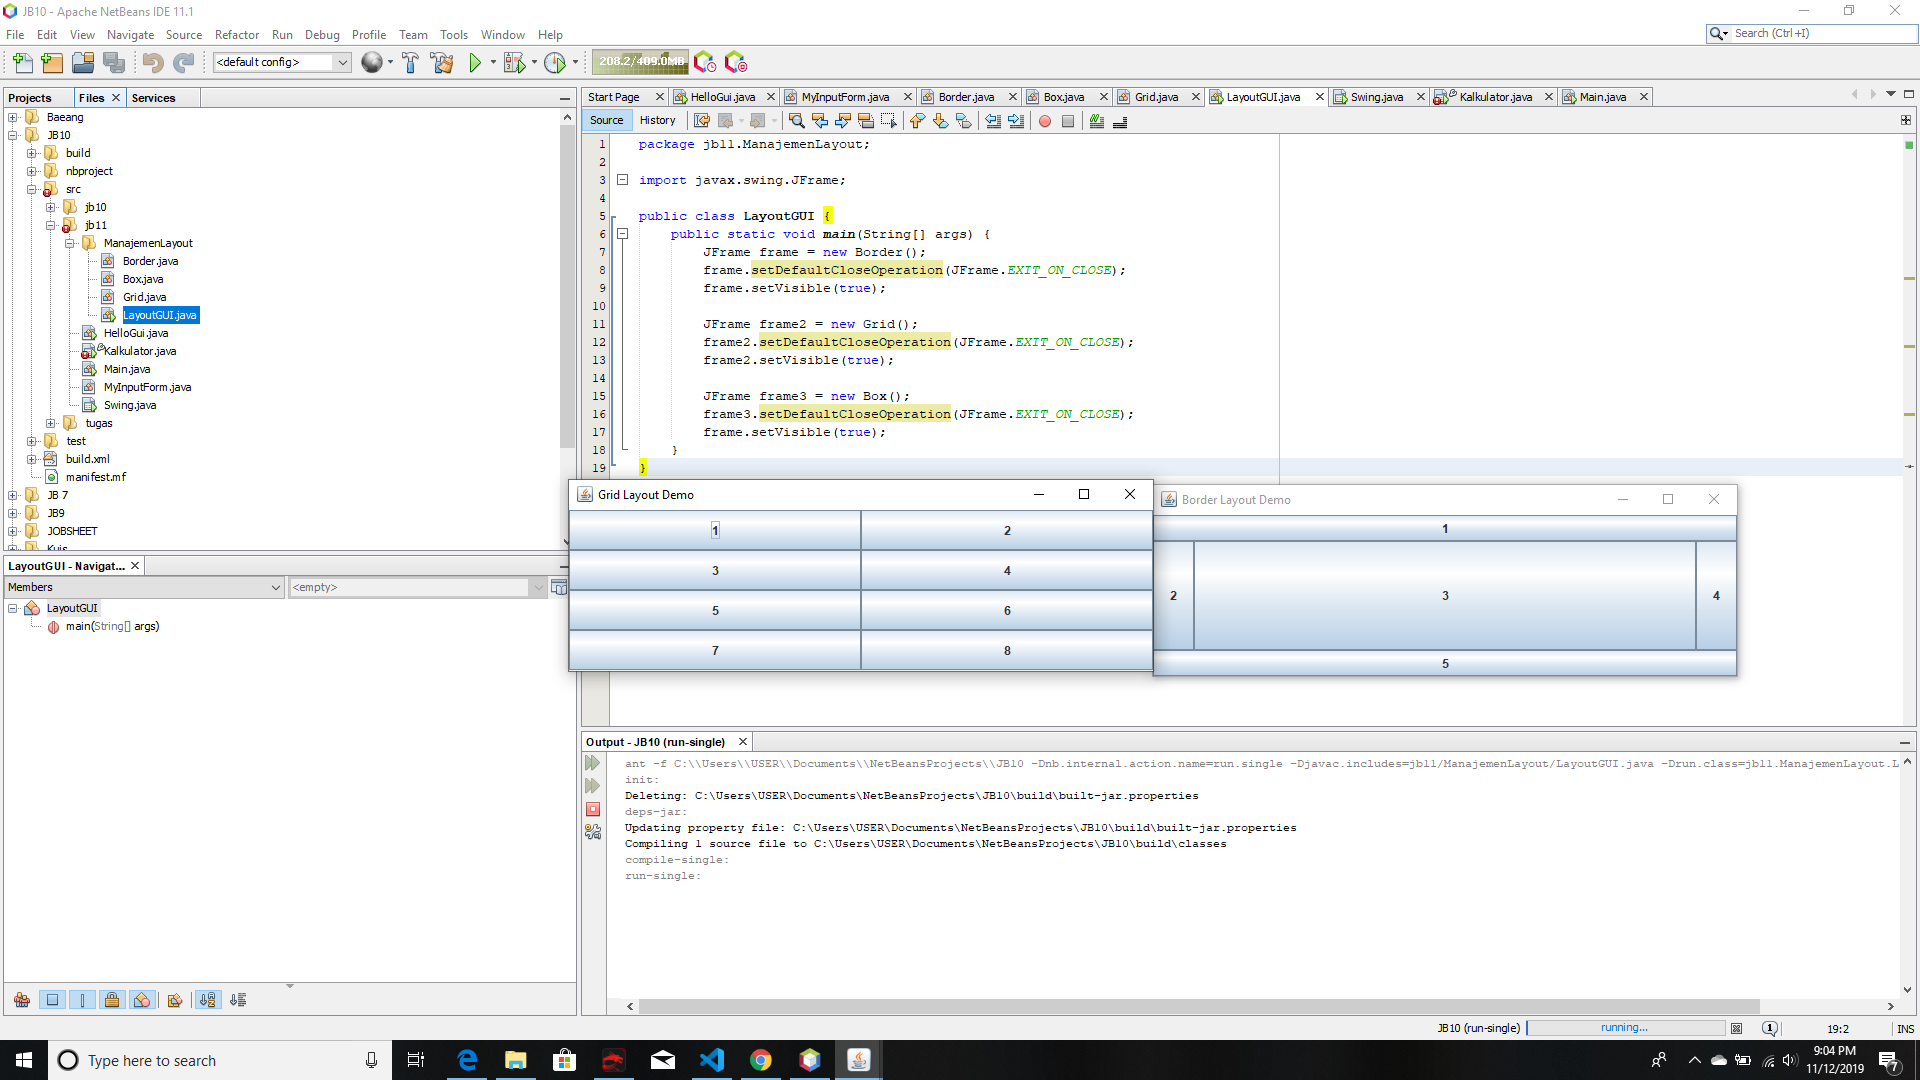 JB10 - Apache NetBeans IDE 11.1
File Edit View Navigate Source Refactor Run Debug Profile Team Tools Window Help
Search (Ctrl+I)
<default config>
208.2/409.0MB
Projects Files Services
Baeang
JB10
build
nbproject
src
jb10
jb11
ManajemenLayout
Border.java
Box.java
Grid.java
LayoutGUI.java
HelloGui.java
Kalkulator.java
Main.java
MyInputForm.java
Swing.java
tugas
test
build.xml
manifest.mf
JB 7
JB9
JOBSHEET
Kuis
LayoutGUI - Navigat...
Members
<empty>
LayoutGUI
main(String[] args)
Start Page HelloGui.java MyInputForm.java Border.java Box.java Grid.java LayoutGUI.java Swing.java Kalkulator.java Main.java
Source History
1 package jb11.ManajemenLayout;
2
3 import javax.swing.JFrame;
4
5 public class LayoutGUI {
6 public static void main(String[] args) {
7 JFrame frame = new Border();
8 frame.setDefaultCloseOperation(JFrame.EXIT_ON_CLOSE);
9 frame.setVisible(true);
10
11 JFrame frame2 = new Grid();
12 frame2.setDefaultCloseOperation(JFrame.EXIT_ON_CLOSE);
13 frame2.setVisible(true);
14
15 JFrame frame3 = new Box();
16 frame3.setDefaultCloseOperation(JFrame.EXIT_ON_CLOSE);
17 frame.setVisible(true);
18 }
19 }
Grid Layout Demo
1 2
3 4
5 6
7 8
Border Layout Demo
1
2 3 4
5
Output - JB10 (run-single)
ant -f C:\\Users\\USER\\Documents\\NetBeansProjects\\JB10 -Dnb.internal.action.name=run.single -Djavac.includes=jb11/ManajemenLayout/LayoutGUI.java -Drun.class=jb11.ManajemenLayout.L
init:
Deleting: C:\Users\USER\Documents\NetBeansProjects\JB10\build\built-jar.properties
deps-jar:
Updating property file: C:\Users\USER\Documents\NetBeansProjects\JB10\build\built-jar.properties
Compiling 1 source file to C:\Users\USER\Documents\NetBeansProjects\JB10\build\classes
compile-single:
run-single:
JB10 (run-single) running... 1 19:2 INS
Type here to search
9:04 PM
11/12/2019
7